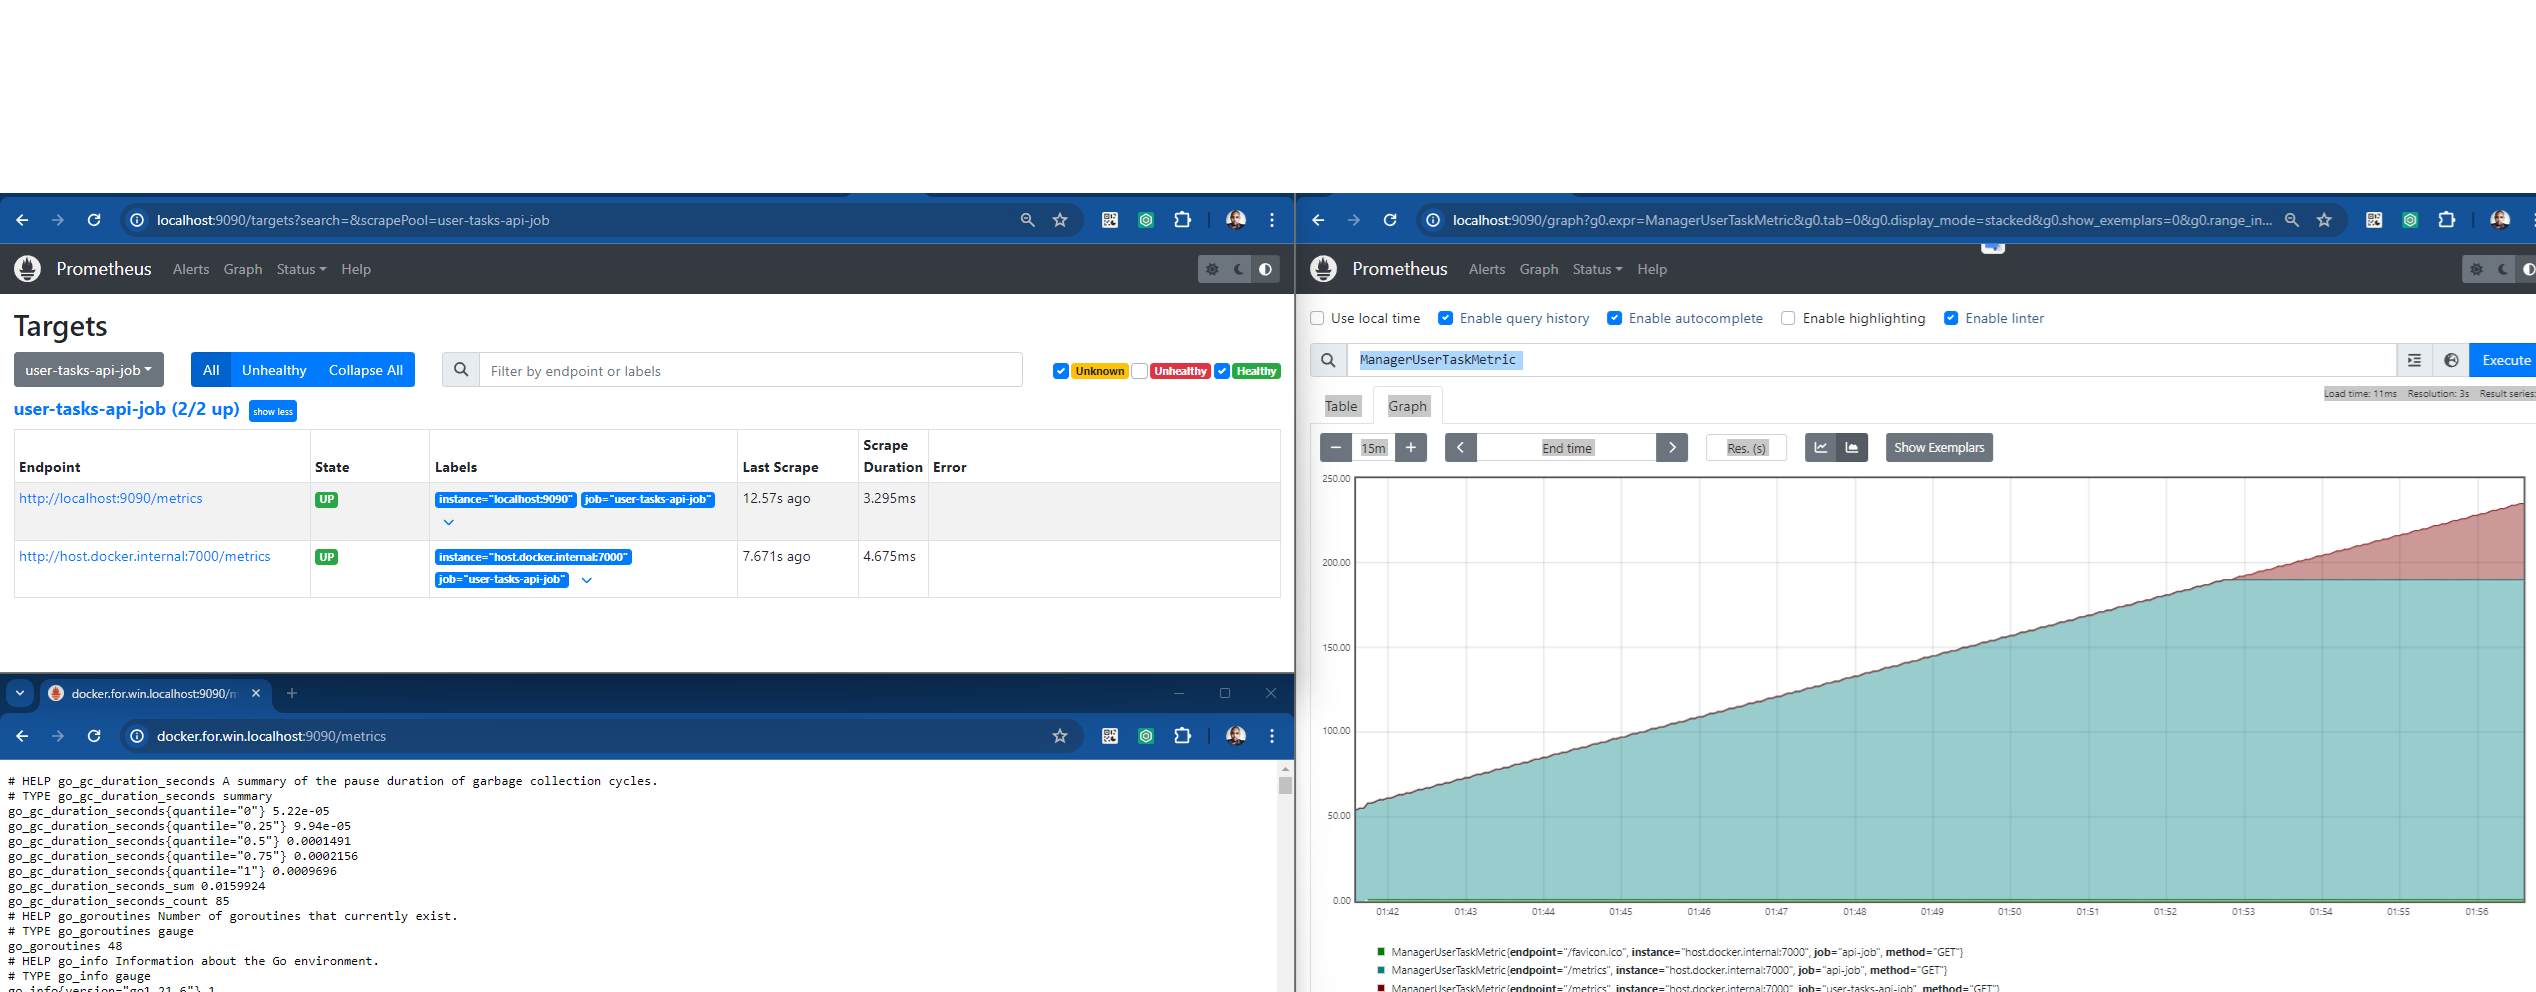 localhost:9090/targets?search=&scrapePool=user-tasks-api-job
Prometheus Alerts Graph Status Help
Targets
user-tasks-api-job All Unhealthy Collapse All Filter by endpoint or labels Unknown Unhealthy Healthy
user-tasks-api-job (2/2 up) show less
Endpoint State Labels Last Scrape Scrape Duration Error
http://localhost:9090/metrics UP instance="localhost:9090" job="user-tasks-api-job" 12.57s ago 3.295ms
http://host.docker.internal:7000/metrics UP instance="host.docker.internal:7000" 7.671s ago 4.675ms
job="user-tasks-api-job"
docker.for.win.localhost:9090/m
docker.for.win.localhost:9090/metrics
# HELP go_gc_duration_seconds A summary of the pause duration of garbage collection cycles.
# TYPE go_gc_duration_seconds summary
go_gc_duration_seconds{quantile="0"} 5.22e-05
go_gc_duration_seconds{quantile="0.25"} 9.94e-05
go_gc_duration_seconds{quantile="0.5"} 0.0001491
go_gc_duration_seconds{quantile="0.75"} 0.0002156
go_gc_duration_seconds{quantile="1"} 0.0009696
go_gc_duration_seconds_sum 0.0159924
go_gc_duration_seconds_count 85
# HELP go_goroutines Number of goroutines that currently exist.
# TYPE go_goroutines gauge
go_goroutines 48
# HELP go_info Information about the Go environment.
# TYPE go_info gauge
go_info{version="go1.21.6"} 1
localhost:9090/graph?g0.expr=ManagerUserTaskMetric&g0.tab=0&g0.display_mode=stacked&g0.show_exemplars=0&g0.range_in...
Prometheus Alerts Graph Status Help
Use local time Enable query history Enable autocomplete Enable highlighting Enable linter
ManagerUserTaskMetric Execute
Load time: 11ms Resolution: 3s Result series:
Table Graph
15m End time Res. (s) Show Exemplars
250.00
200.00
150.00
100.00
50.00
0.00
01:42 01:43 01:44 01:45 01:46 01:47 01:48 01:49 01:50 01:51 01:52 01:53 01:54 01:55 01:56
ManagerUserTaskMetric{endpoint="/favicon.ico", instance="host.docker.internal:7000", job="api-job", method="GET"}
ManagerUserTaskMetric{endpoint="/metrics", instance="host.docker.internal:7000", job="api-job", method="GET"}
ManagerUserTaskMetric{endpoint="/metrics", instance="host.docker.internal:7000", job="user-tasks-api-job", method="GET"}